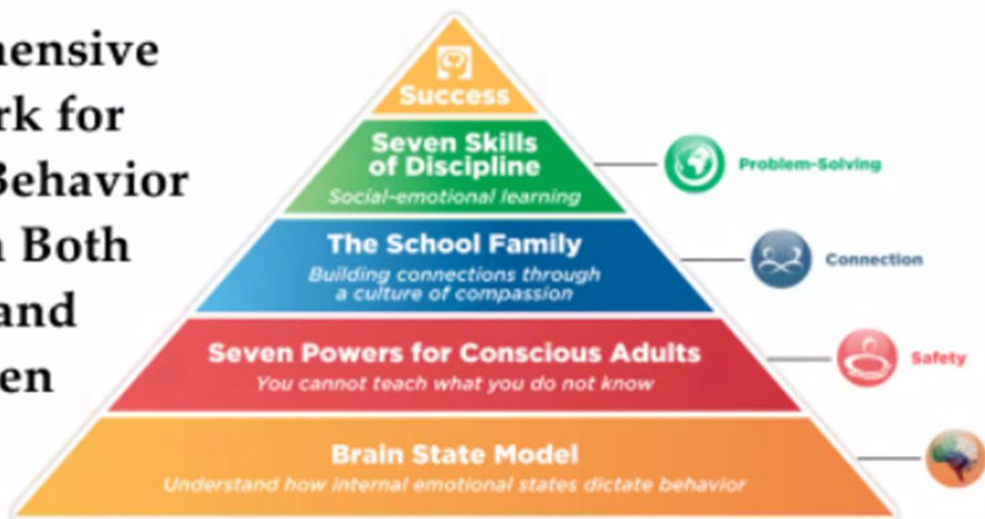 ensive
rk for
Behavior
Both
and
en
Success
Seven Skills
of Discipline
Social-emotional learning
Problem-Solving
The School Family
Building connections through
a culture of compassion
Connection
Seven Powers for Conscious Adults
You cannot teach what you do not know
Safety
Brain State Model
Understand how internal emotional states dictate behavior